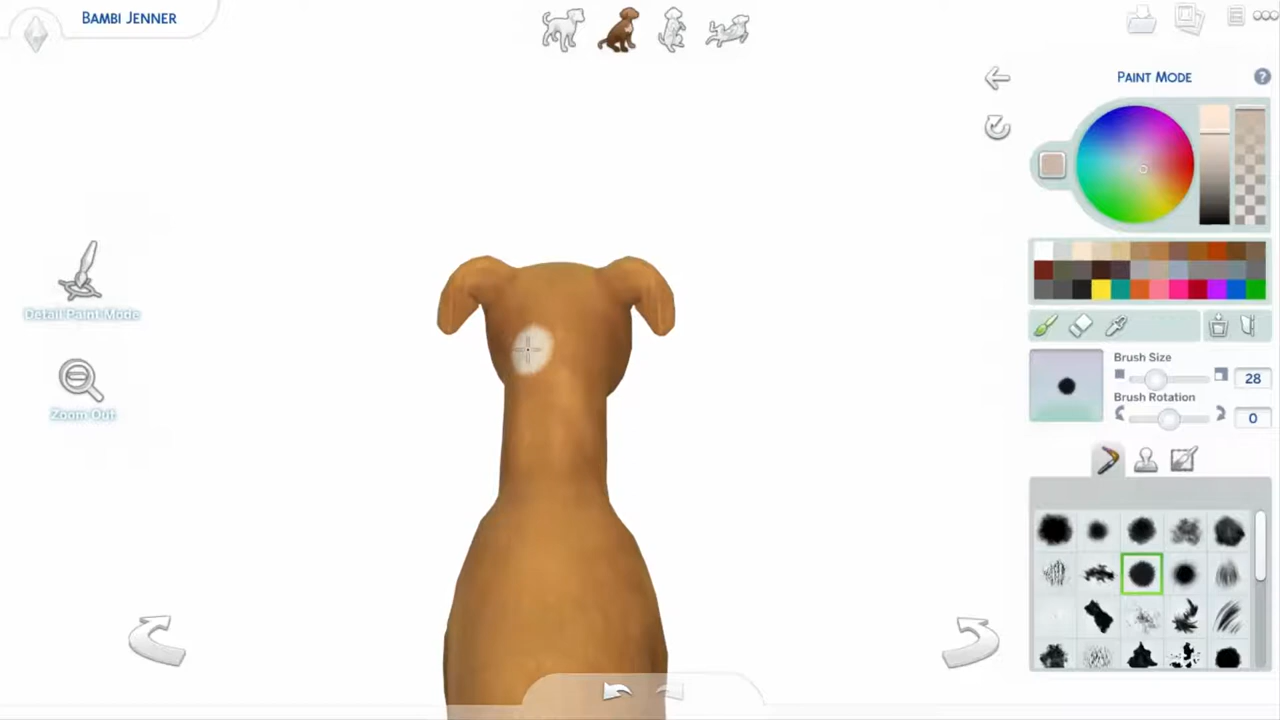 BAMBI JENNER
PAINT MODE
?
Detail Paint Mode
Zoom Out
Brush Size
28
Brush Rotation
0